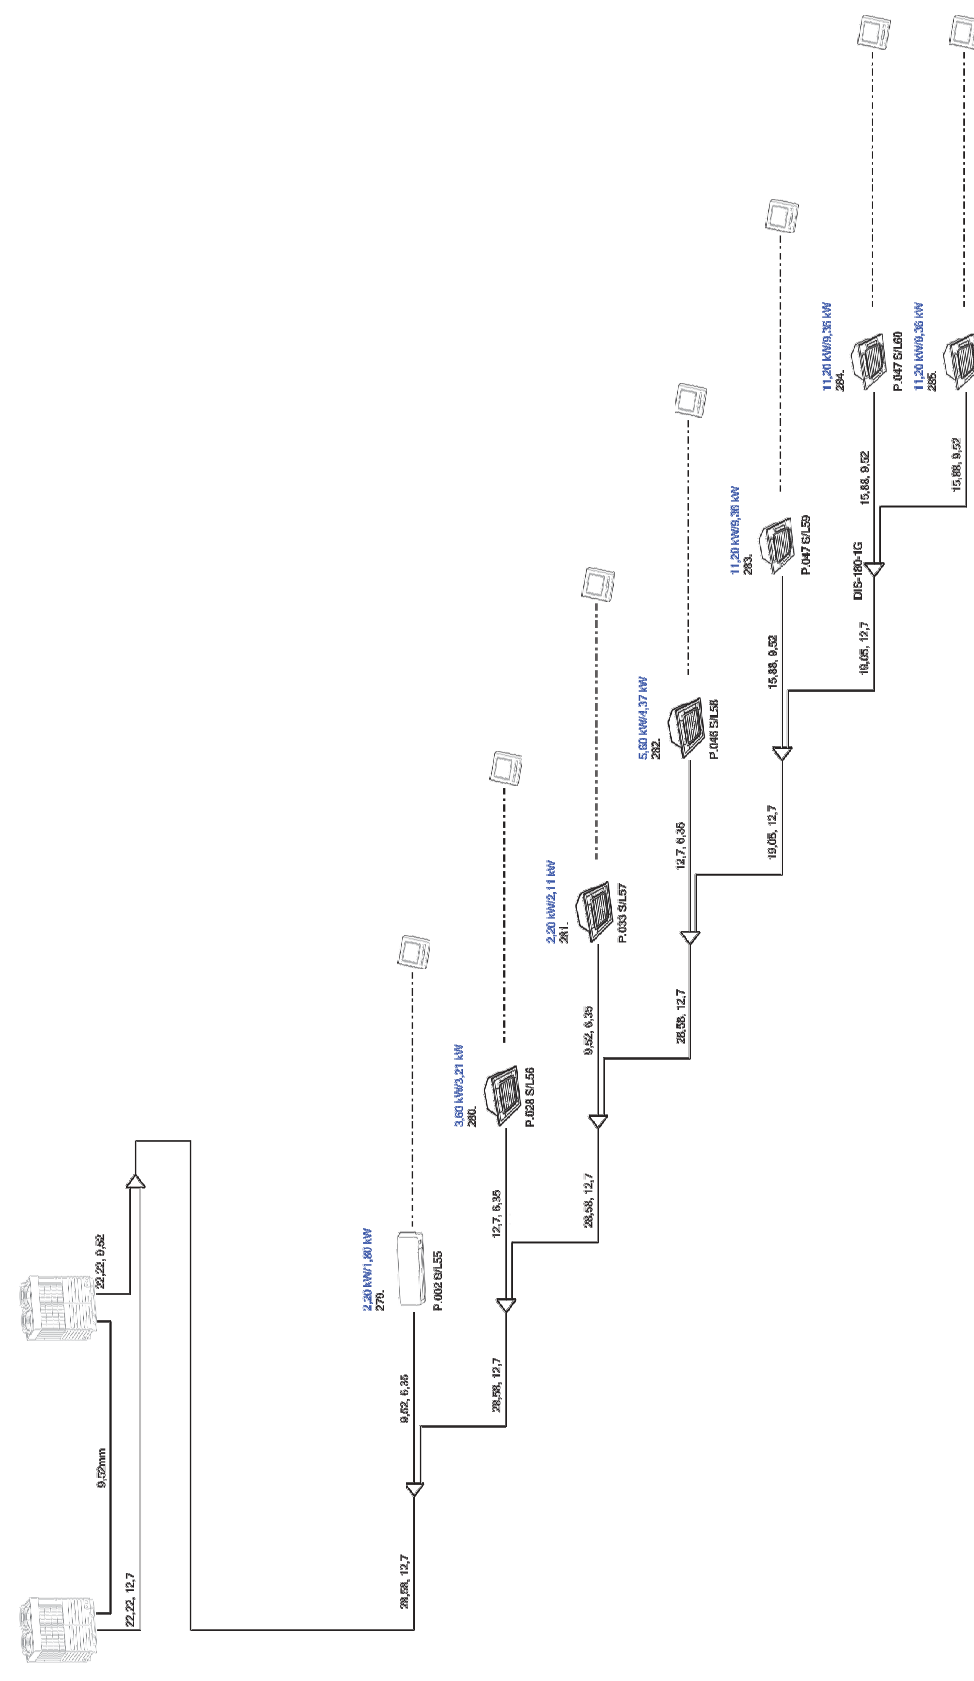 22,22, 9,52
9,52mm
22,22, 12,7
2,20 kW/1,80 kW
279.
P.002 S/L55
9,52, 6,35
28,58, 12,7
3,60 kW/3,21 kW
280.
P.028 S/L56
12,7, 6,35
28,58, 12,7
2,20 kW/2,11 kW
281.
P.033 S/L57
9,52, 6,35
28,58, 12,7
5,60 kW/4,37 kW
282.
P.046 S/L58
12,7, 6,35
28,58, 12,7
11,20 kW/9,36 kW
283.
P.047 S/L59
15,88, 9,52
19,05, 12,7
11,20 kW/9,36 kW
284.
P.047 S/L60
15,88, 9,52
DIS-180-1G
19,05, 12,7
11,20 kW/9,36 kW
285.
15,88, 9,52